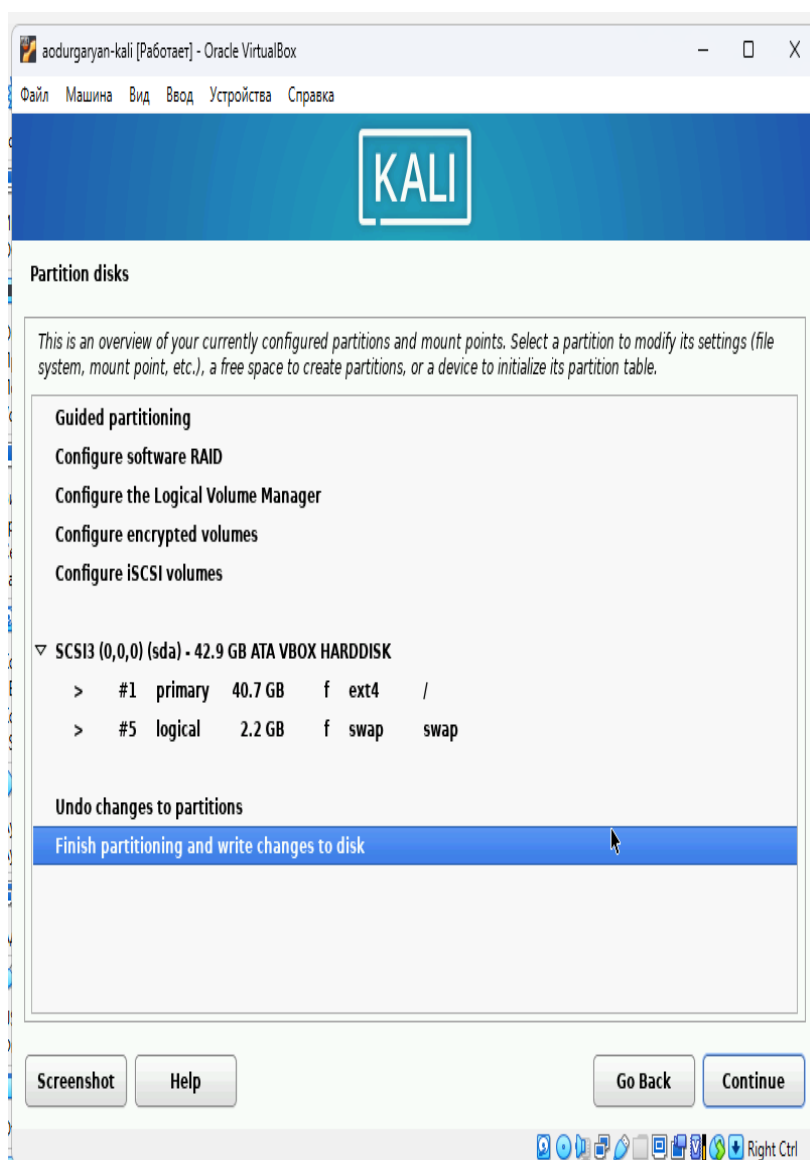 aodurgaryan-kali [Работает] - Oracle VirtualBox
Файл Машина Вид Ввод Устройства Справка
KALI
Partition disks
This is an overview of your currently configured partitions and mount points. Select a partition to modify its settings (file
system, mount point, etc.), a free space to create partitions, or a device to initialize its partition table.
Guided partitioning
Configure software RAID
Configure the Logical Volume Manager
Configure encrypted volumes
Configure iSCSI volumes
SCSI3 (0,0,0) (sda) - 42.9 GB ATA VBOX HARDDISK
> #1 primary 40.7 GB f ext4 /
> #5 logical 2.2 GB f swap swap
Undo changes to partitions
Finish partitioning and write changes to disk
Screenshot Help Go Back Continue
Right Ctrl